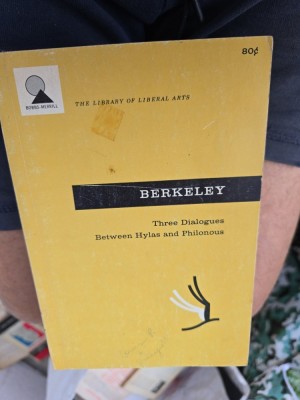 80¢
BOBBS-MERRILL
THE LIBRARY OF LIBERAL ARTS
BERKELEY
Three Dialogues
Between Hylas and Philonous